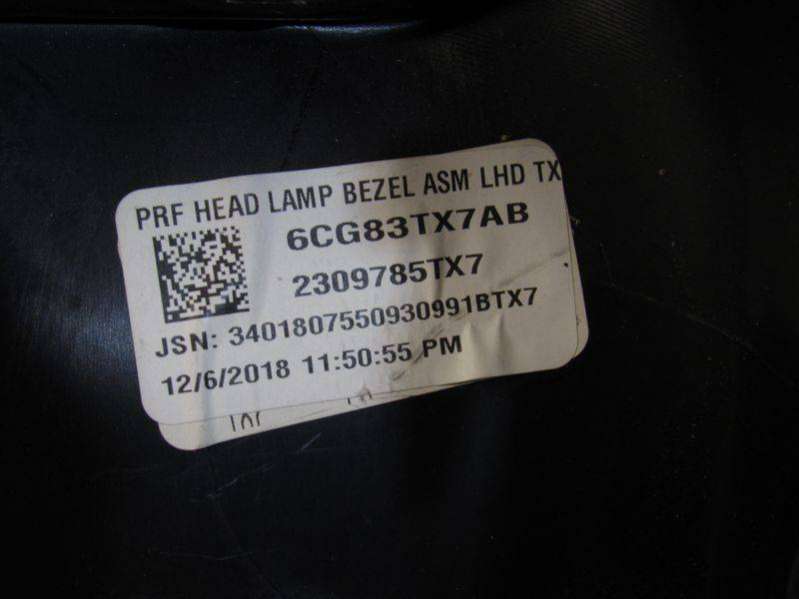 PRF HEAD LAMP BEZEL ASM LHD TX
6CG83TX7AB
2309785TX7
JSN: 3401807550930991BTX7
12/6/2018 11:50:55 PM